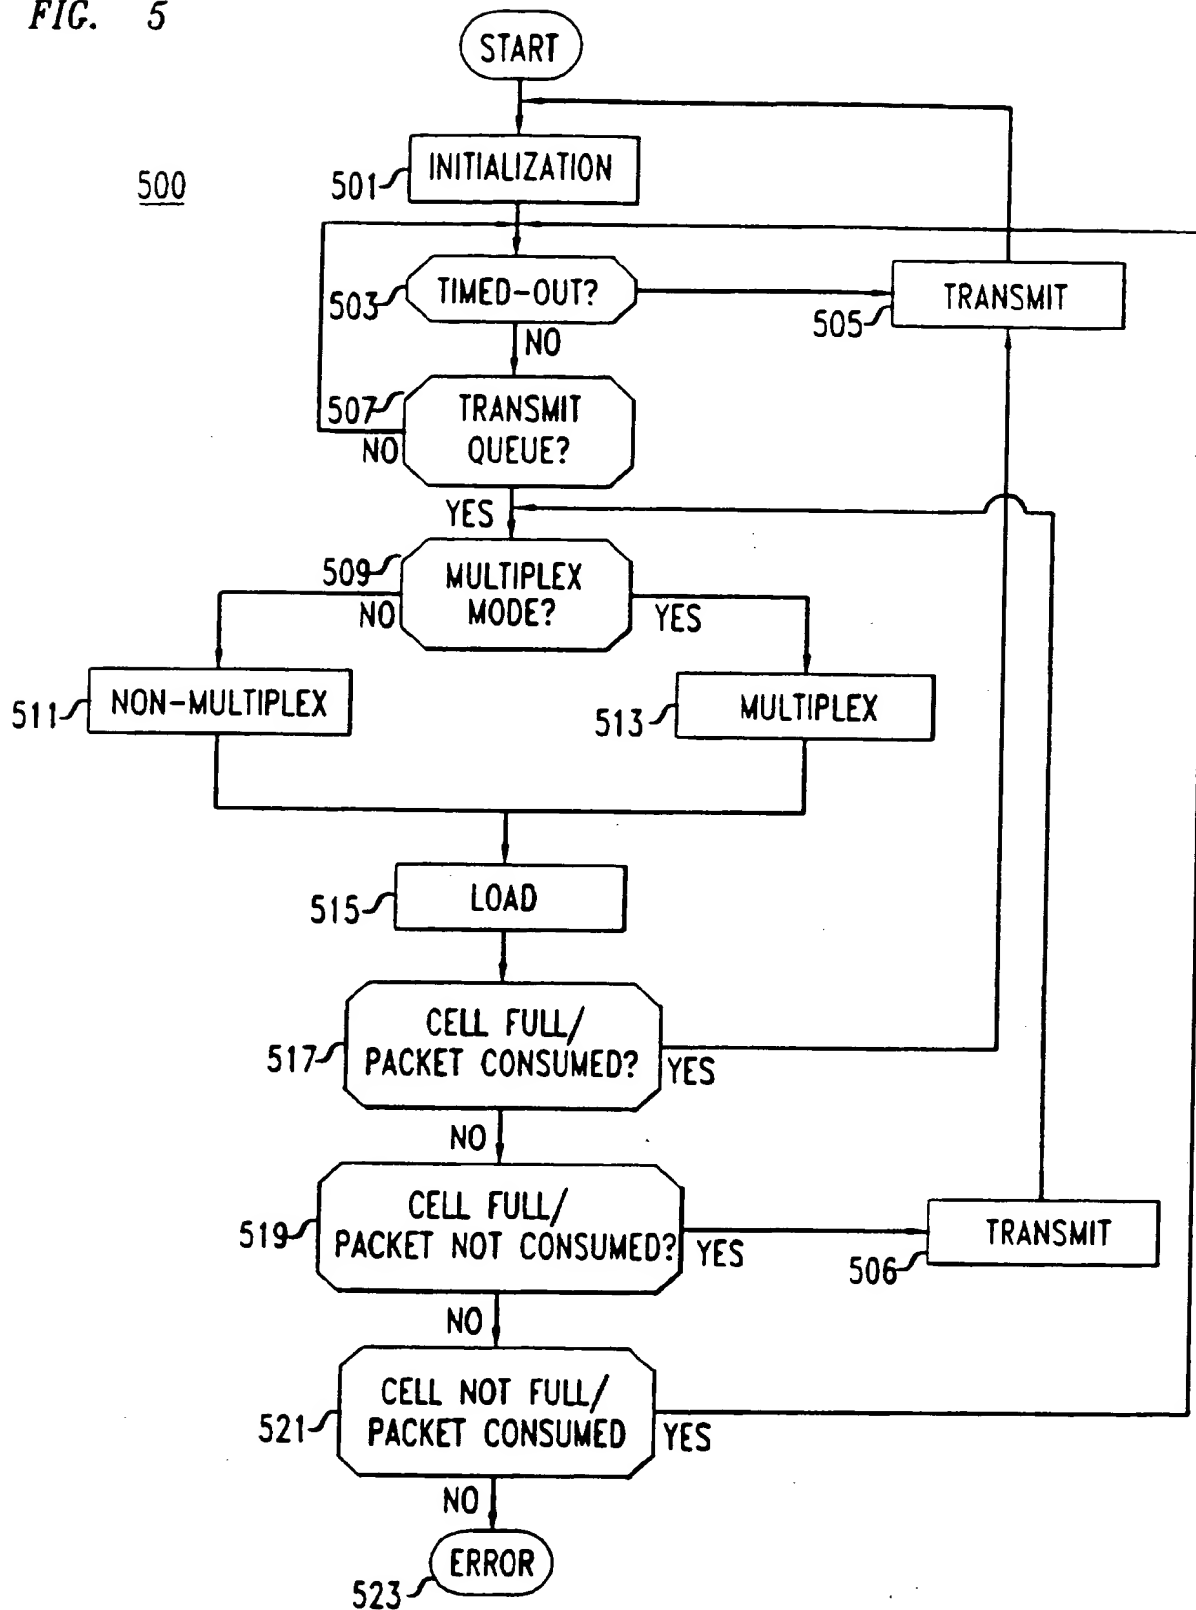 FIG. 5
START
500
501
INITIALIZATION
503
TIMED-OUT?
505
TRANSMIT
NO
507
TRANSMIT
QUEUE?
NO
YES
509
MULTIPLEX
MODE?
NO
YES
511
NON-MULTIPLEX
513
MULTIPLEX
515
LOAD
517
CELL FULL/
PACKET CONSUMED?
YES
NO
519
CELL FULL/
PACKET NOT CONSUMED?
YES
506
TRANSMIT
NO
521
CELL NOT FULL/
PACKET CONSUMED
YES
NO
ERROR
523